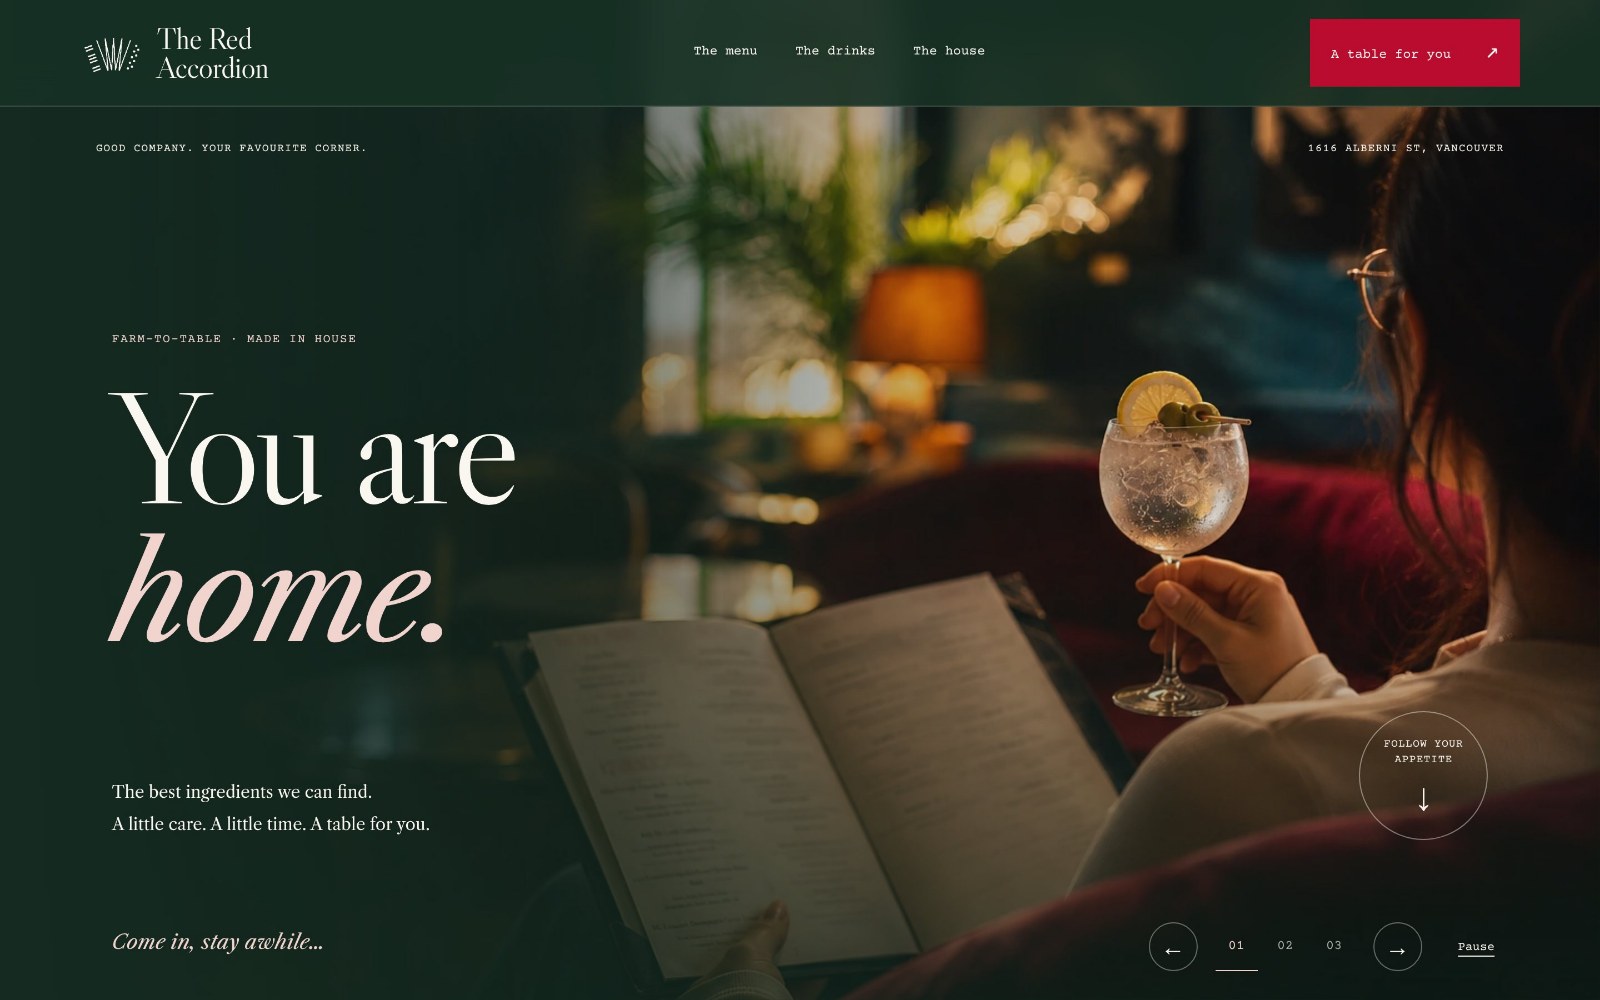 The Red
Accordion
The menu
The drinks
The house
A table for you ↗
GOOD COMPANY. YOUR FAVOURITE CORNER.
1616 ALBERNI ST, VANCOUVER
FARM-TO-TABLE · MADE IN HOUSE
You are
home.
The best ingredients we can find.
A little care. A little time. A table for you.
FOLLOW YOUR
APPETITE
↓
Come in, stay awhile...
← 01 02 03 →
Pause